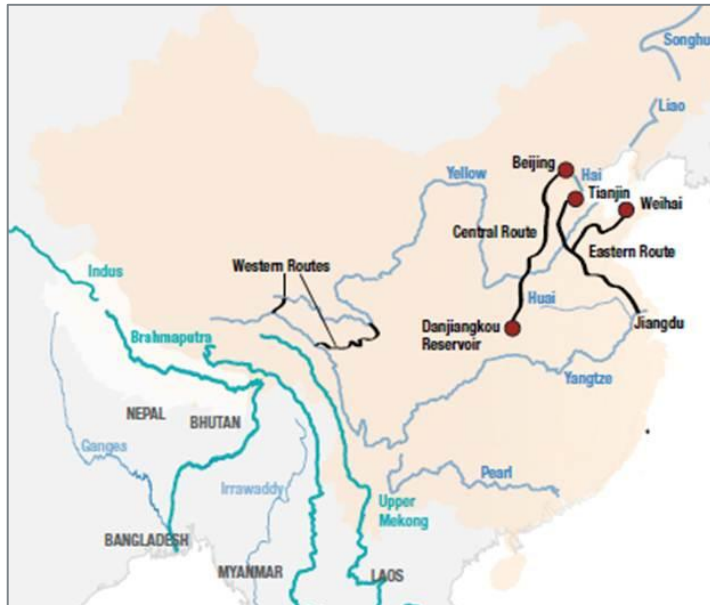 Songhu
Liao
Beijing
Hai
Yellow
Tianjin
Weihai
Central Route
Eastern Route
Western Routes
Indus
Huai
Brahmaputra
Danjiangkou
Reservoir
Jiangdu
Yangtze
NEPAL
BHUTAN
Ganges
Pearl
Irrawaddy
Upper
Mekong
BANGLADESH
MYANMAR
LAOS